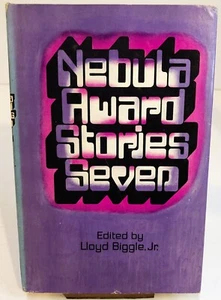 Nebula
Award
Stories
Seven
Edited by
Lloyd Biggle, Jr.